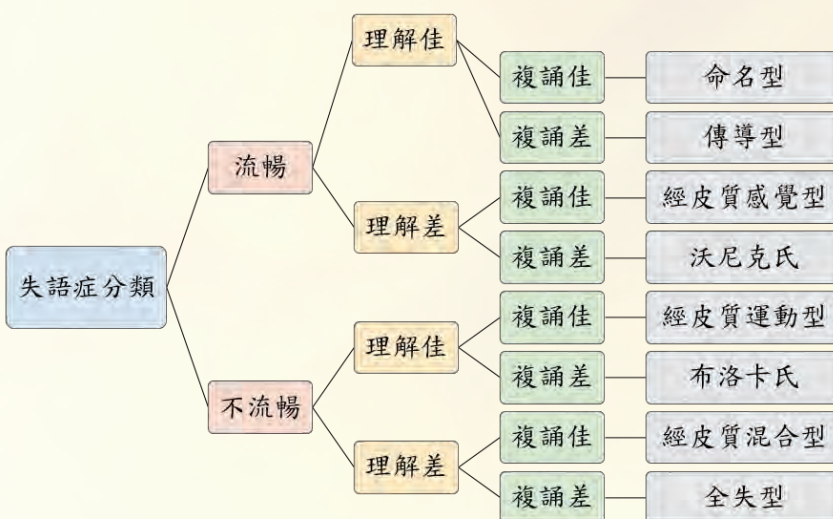 失語症分類
流暢
理解佳
複誦佳
命名型
複誦差
傳導型
理解差
複誦佳
經皮質感覺型
複誦差
沃尼克氏
不流暢
理解佳
複誦佳
經皮質運動型
複誦差
布洛卡氏
理解差
複誦佳
經皮質混合型
複誦差
全失型